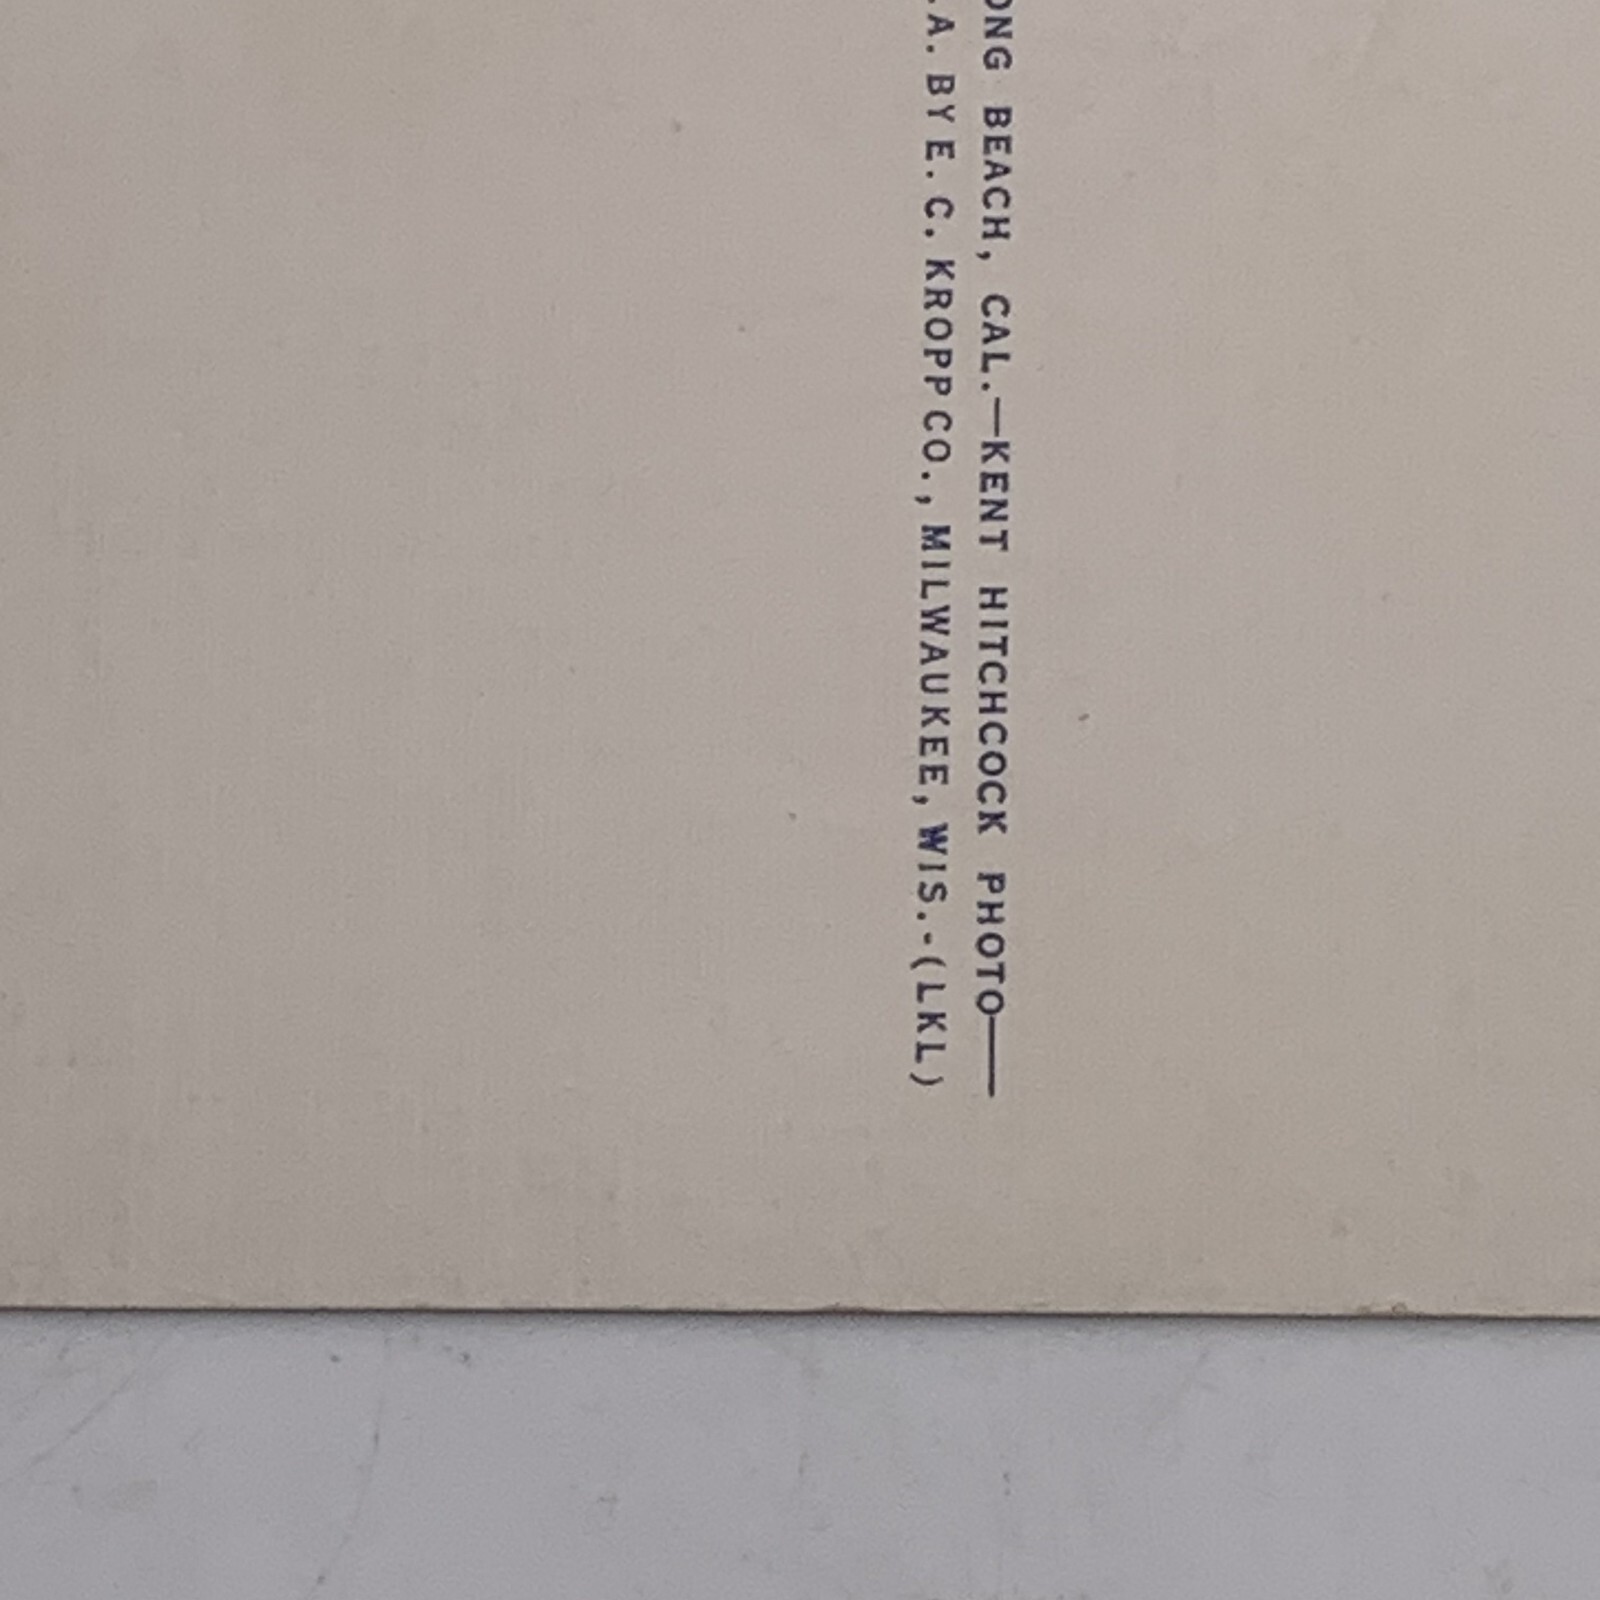 ONG BEACH, CAL.—KENT HITCHCOCK PHOTO——
.A. BY E. C. KROPP CO., MILWAUKEE, WIS.-(LKL)